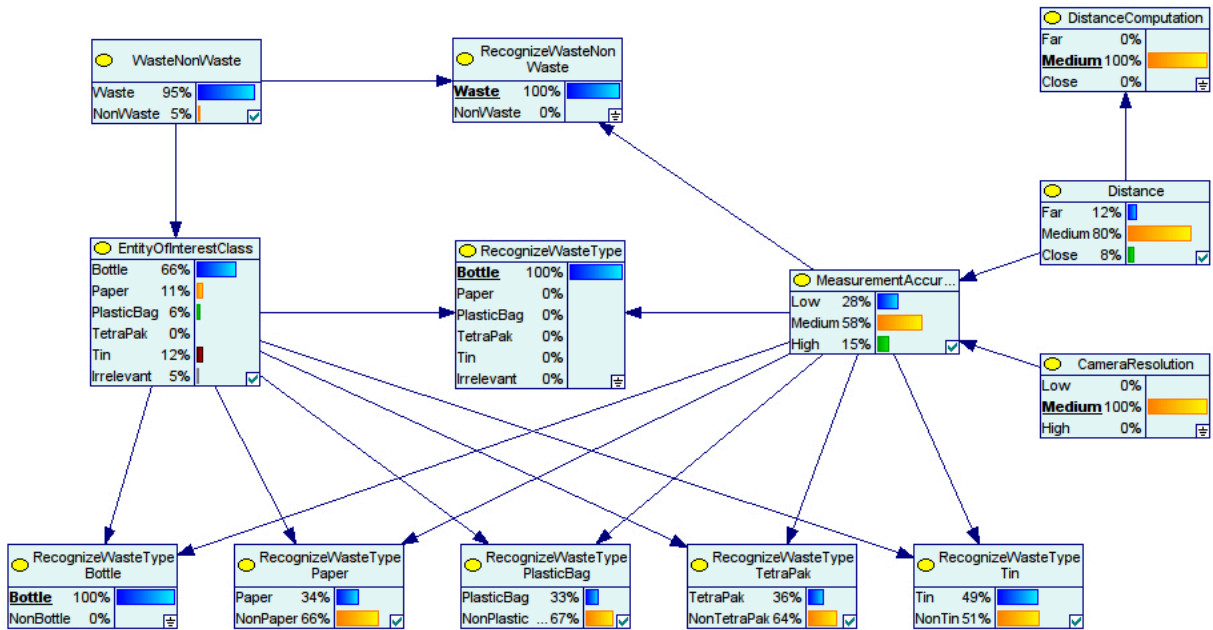 DistanceComputation
Far 0%
Medium 100%
Close 0%
WasteNonWaste
Waste 95%
NonWaste 5%
RecognizeWasteNon
Waste
Waste 100%
NonWaste 0%
Distance
Far 12%
Medium 80%
Close 8%
EntityOfInterestClass
Bottle 66%
Paper 11%
PlasticBag 6%
TetraPak 0%
Tin 12%
Irrelevant 5%
RecognizeWasteType
Bottle 100%
Paper 0%
PlasticBag 0%
TetraPak 0%
Tin 0%
Irrelevant 0%
MeasurementAccur...
Low 28%
Medium 58%
High 15%
CameraResolution
Low 0%
Medium 100%
High 0%
RecognizeWasteType
Bottle
Bottle 100%
NonBottle 0%
RecognizeWasteType
Paper
Paper 34%
NonPaper 66%
RecognizeWasteType
PlasticBag
PlasticBag 33%
NonPlastic ... 67%
RecognizeWasteType
TetraPak
TetraPak 36%
NonTetraPak 64%
RecognizeWasteType
Tin
Tin 49%
NonTin 51%